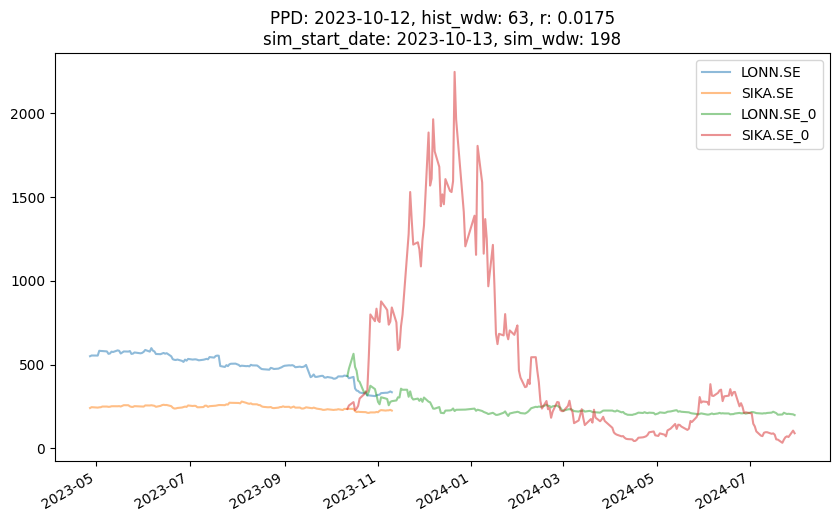 PPD: 2023-10-12, hist_wdw: 63, r: 0.0175
sim_start_date: 2023-10-13, sim_wdw: 198
LONN.SE
SIKA.SE
LONN.SE_0
SIKA.SE_0
2000
1500
1000
500
0
2023-05
2023-07
2023-09
2023-11
2024-01
2024-03
2024-05
2024-07